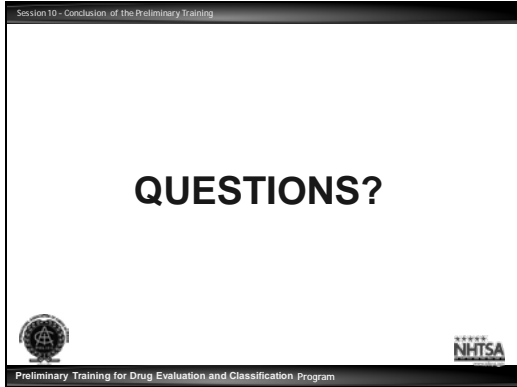 Session 10 - Conclusion of the Preliminary Training
QUESTIONS?
NHTSA
Preliminary Training for Drug Evaluation and Classification Program